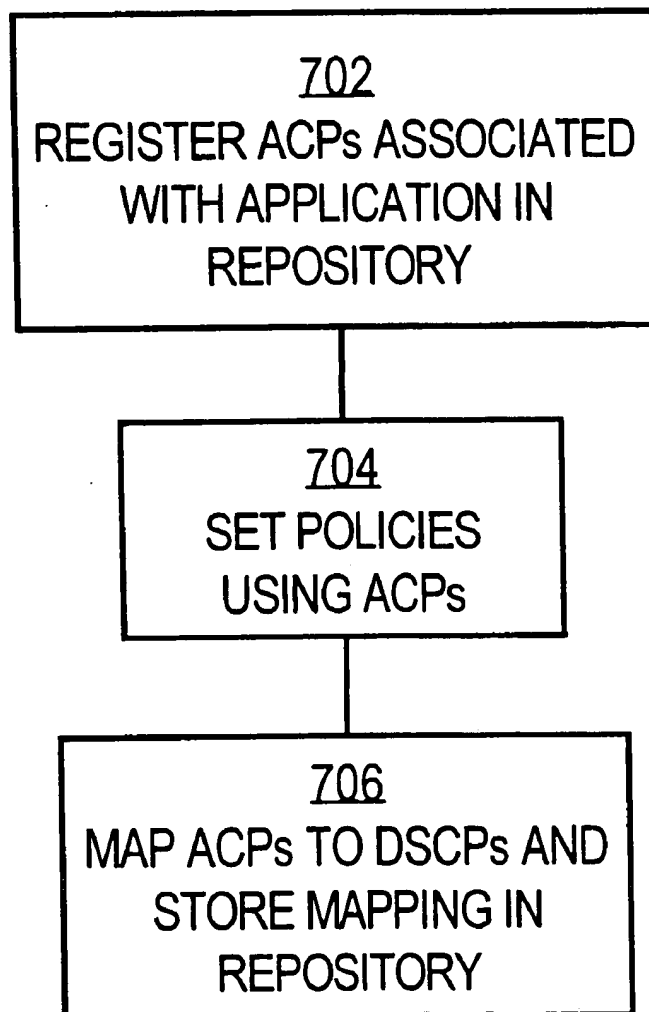 702
REGISTER ACPs ASSOCIATED
WITH APPLICATION IN
REPOSITORY
704
SET POLICIES
USING ACPs
706
MAP ACPs TO DSCPs AND
STORE MAPPING IN
REPOSITORY